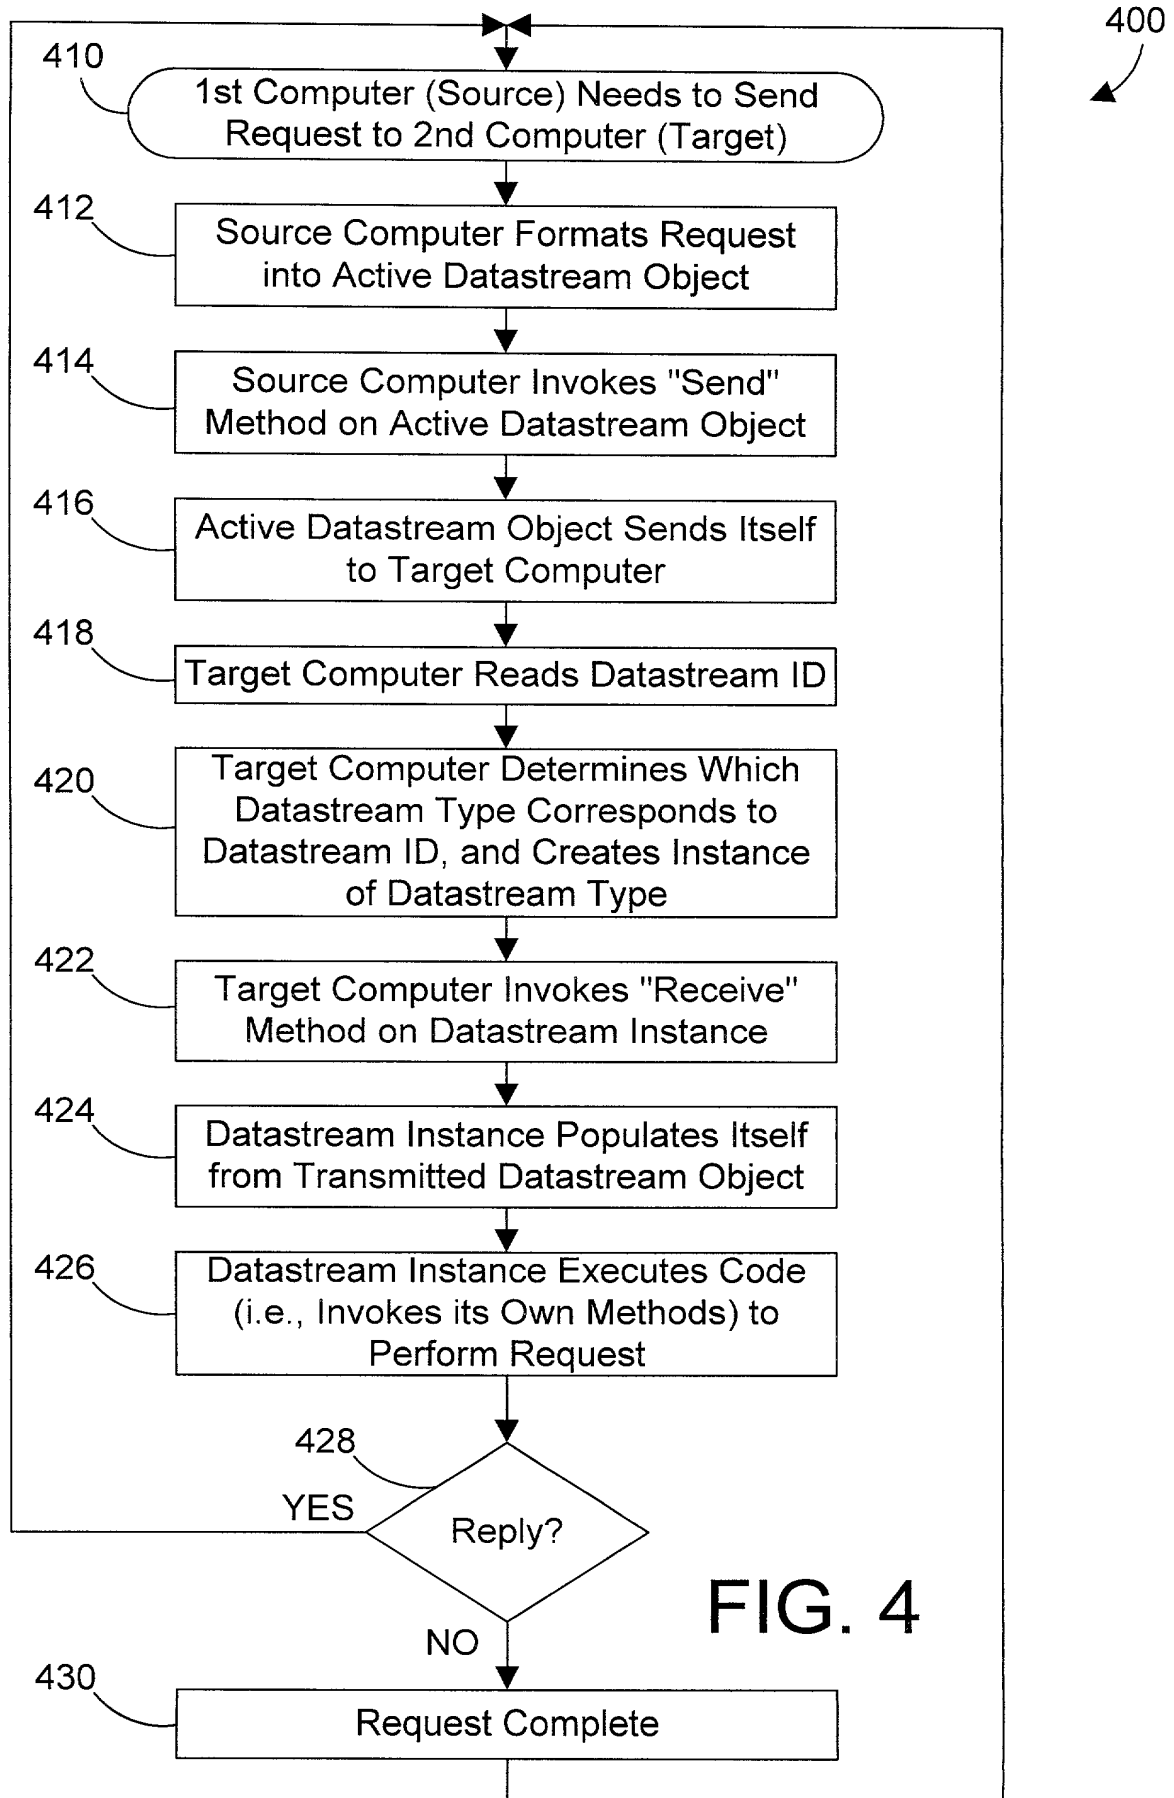 400
410
1st Computer (Source) Needs to Send
Request to 2nd Computer (Target)
412
Source Computer Formats Request
into Active Datastream Object
414
Source Computer Invokes "Send"
Method on Active Datastream Object
416
Active Datastream Object Sends Itself
to Target Computer
418
Target Computer Reads Datastream ID
420
Target Computer Determines Which
Datastream Type Corresponds to
Datastream ID, and Creates Instance
of Datastream Type
422
Target Computer Invokes "Receive"
Method on Datastream Instance
424
Datastream Instance Populates Itself
from Transmitted Datastream Object
426
Datastream Instance Executes Code
(i.e., Invokes its Own Methods) to
Perform Request
428
YES
Reply?
FIG. 4
NO
430
Request Complete